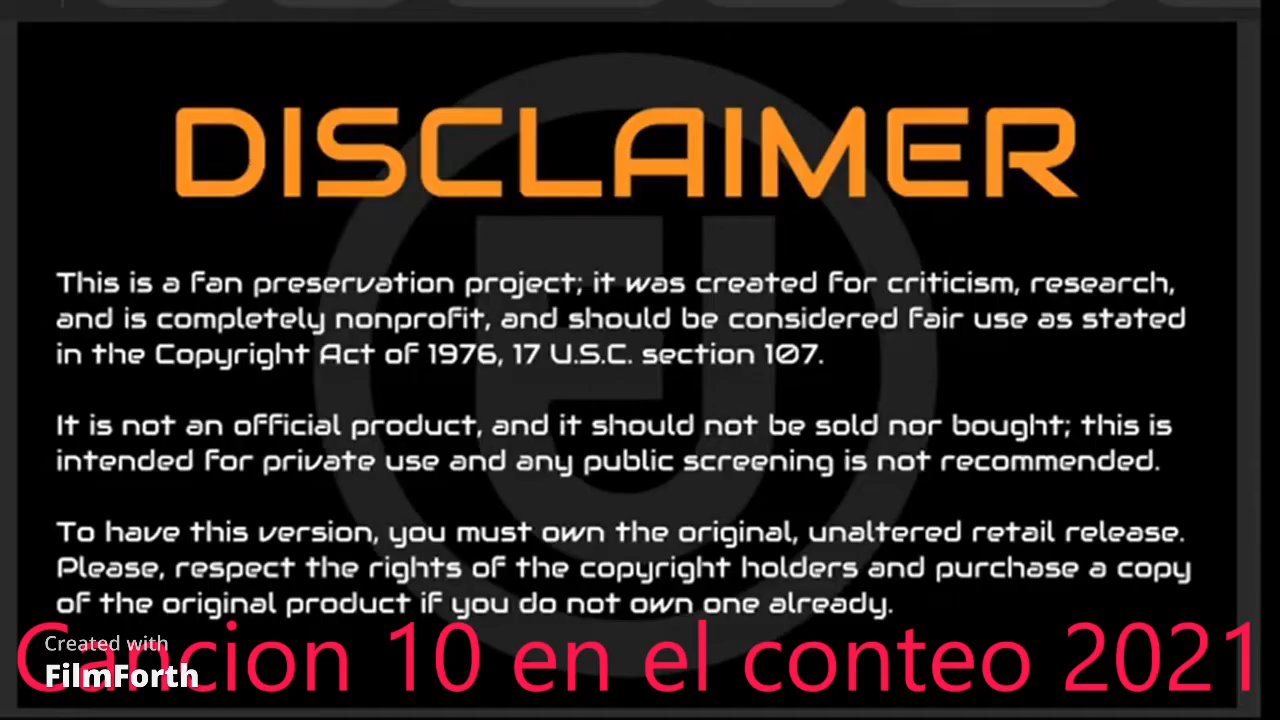 DISCLAIMER
This is a fan preservation project; it was created for criticism, research,
and is completely nonprofit, and should be considered fair use as stated
in the Copyright Act of 1976, 17 U.S.C. section 107.
It is not an official product, and it should not be sold nor bought; this is
intended for private use and any public screening is not recommended.
To have this version, you must own the original, unaltered retail release.
Please, respect the rights of the copyright holders and purchase a copy
of the original product if you do not own one already.
Cancion 10 en el conteo 2021
Created with
FilmForth